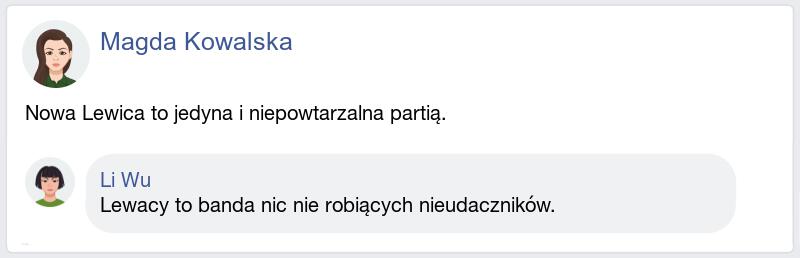 Magda Kowalska
Nowa Lewica to jedyna i niepowtarzalna partią.
Li Wu
Lewacy to banda nic nie robiących nieudaczników.